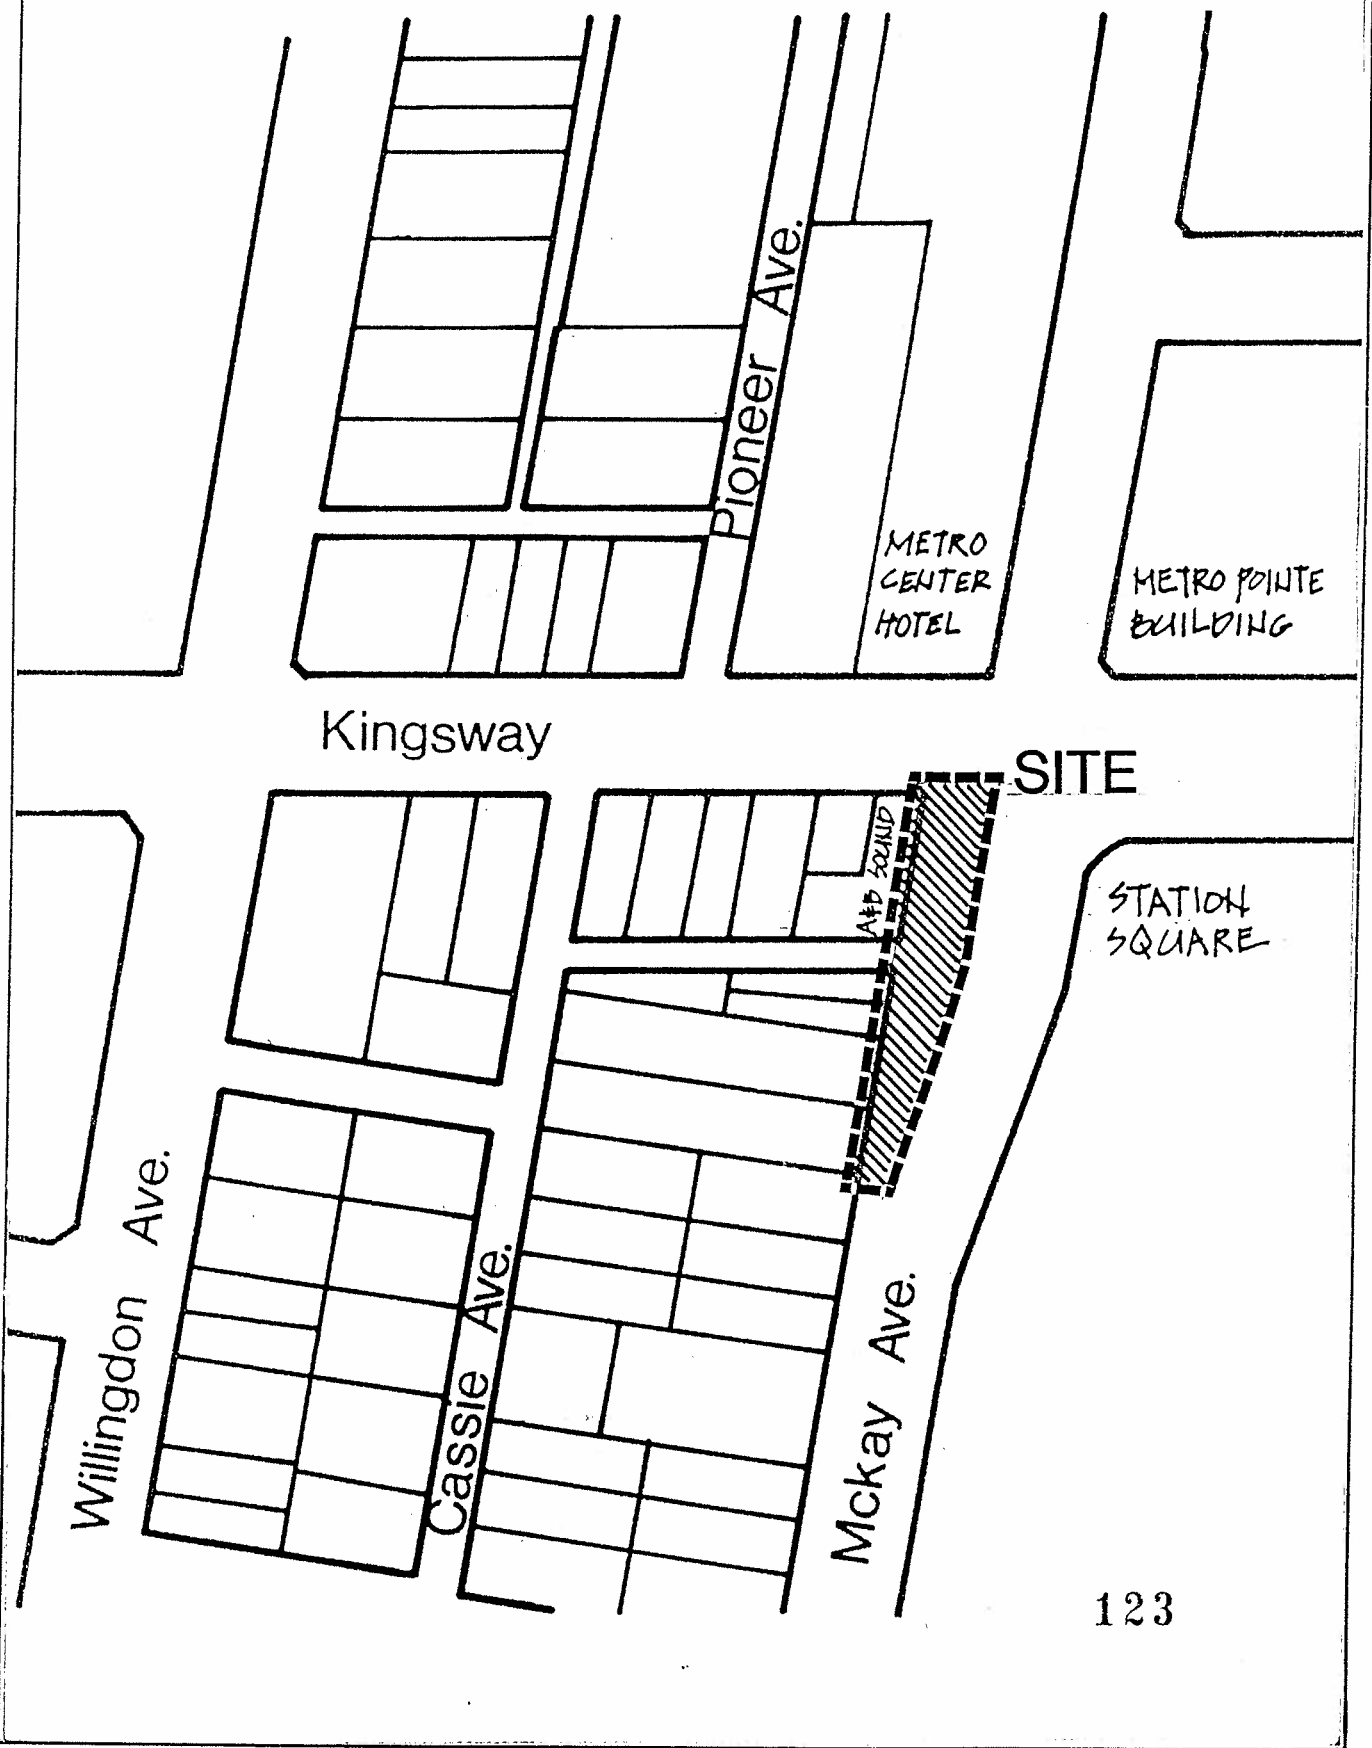 Pioneer Ave.
METRO
CENTER
HOTEL
METRO POINTE
BUILDING
Kingsway
SITE
A&B SOUND
STATION
SQUARE
Willingdon Ave.
Cassie Ave.
Mckay Ave.
123